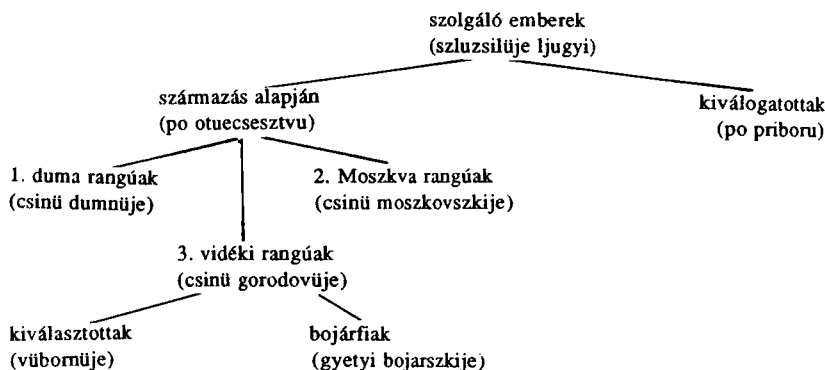 szolgáló emberek
(szluzsilüje ljugyi)
származás alapján
(po otuecsesztvu)
kiválogatottak
(po priboru)
1. duma rangúak
(csinü dumnüje)
2. Moszkva rangúak
(csinü moszkovszkije)
3. vidéki rangúak
(csinü gorodovüje)
kiválasztottak
(vübornüje)
bojárfiak
(gyetyi bojarszkije)